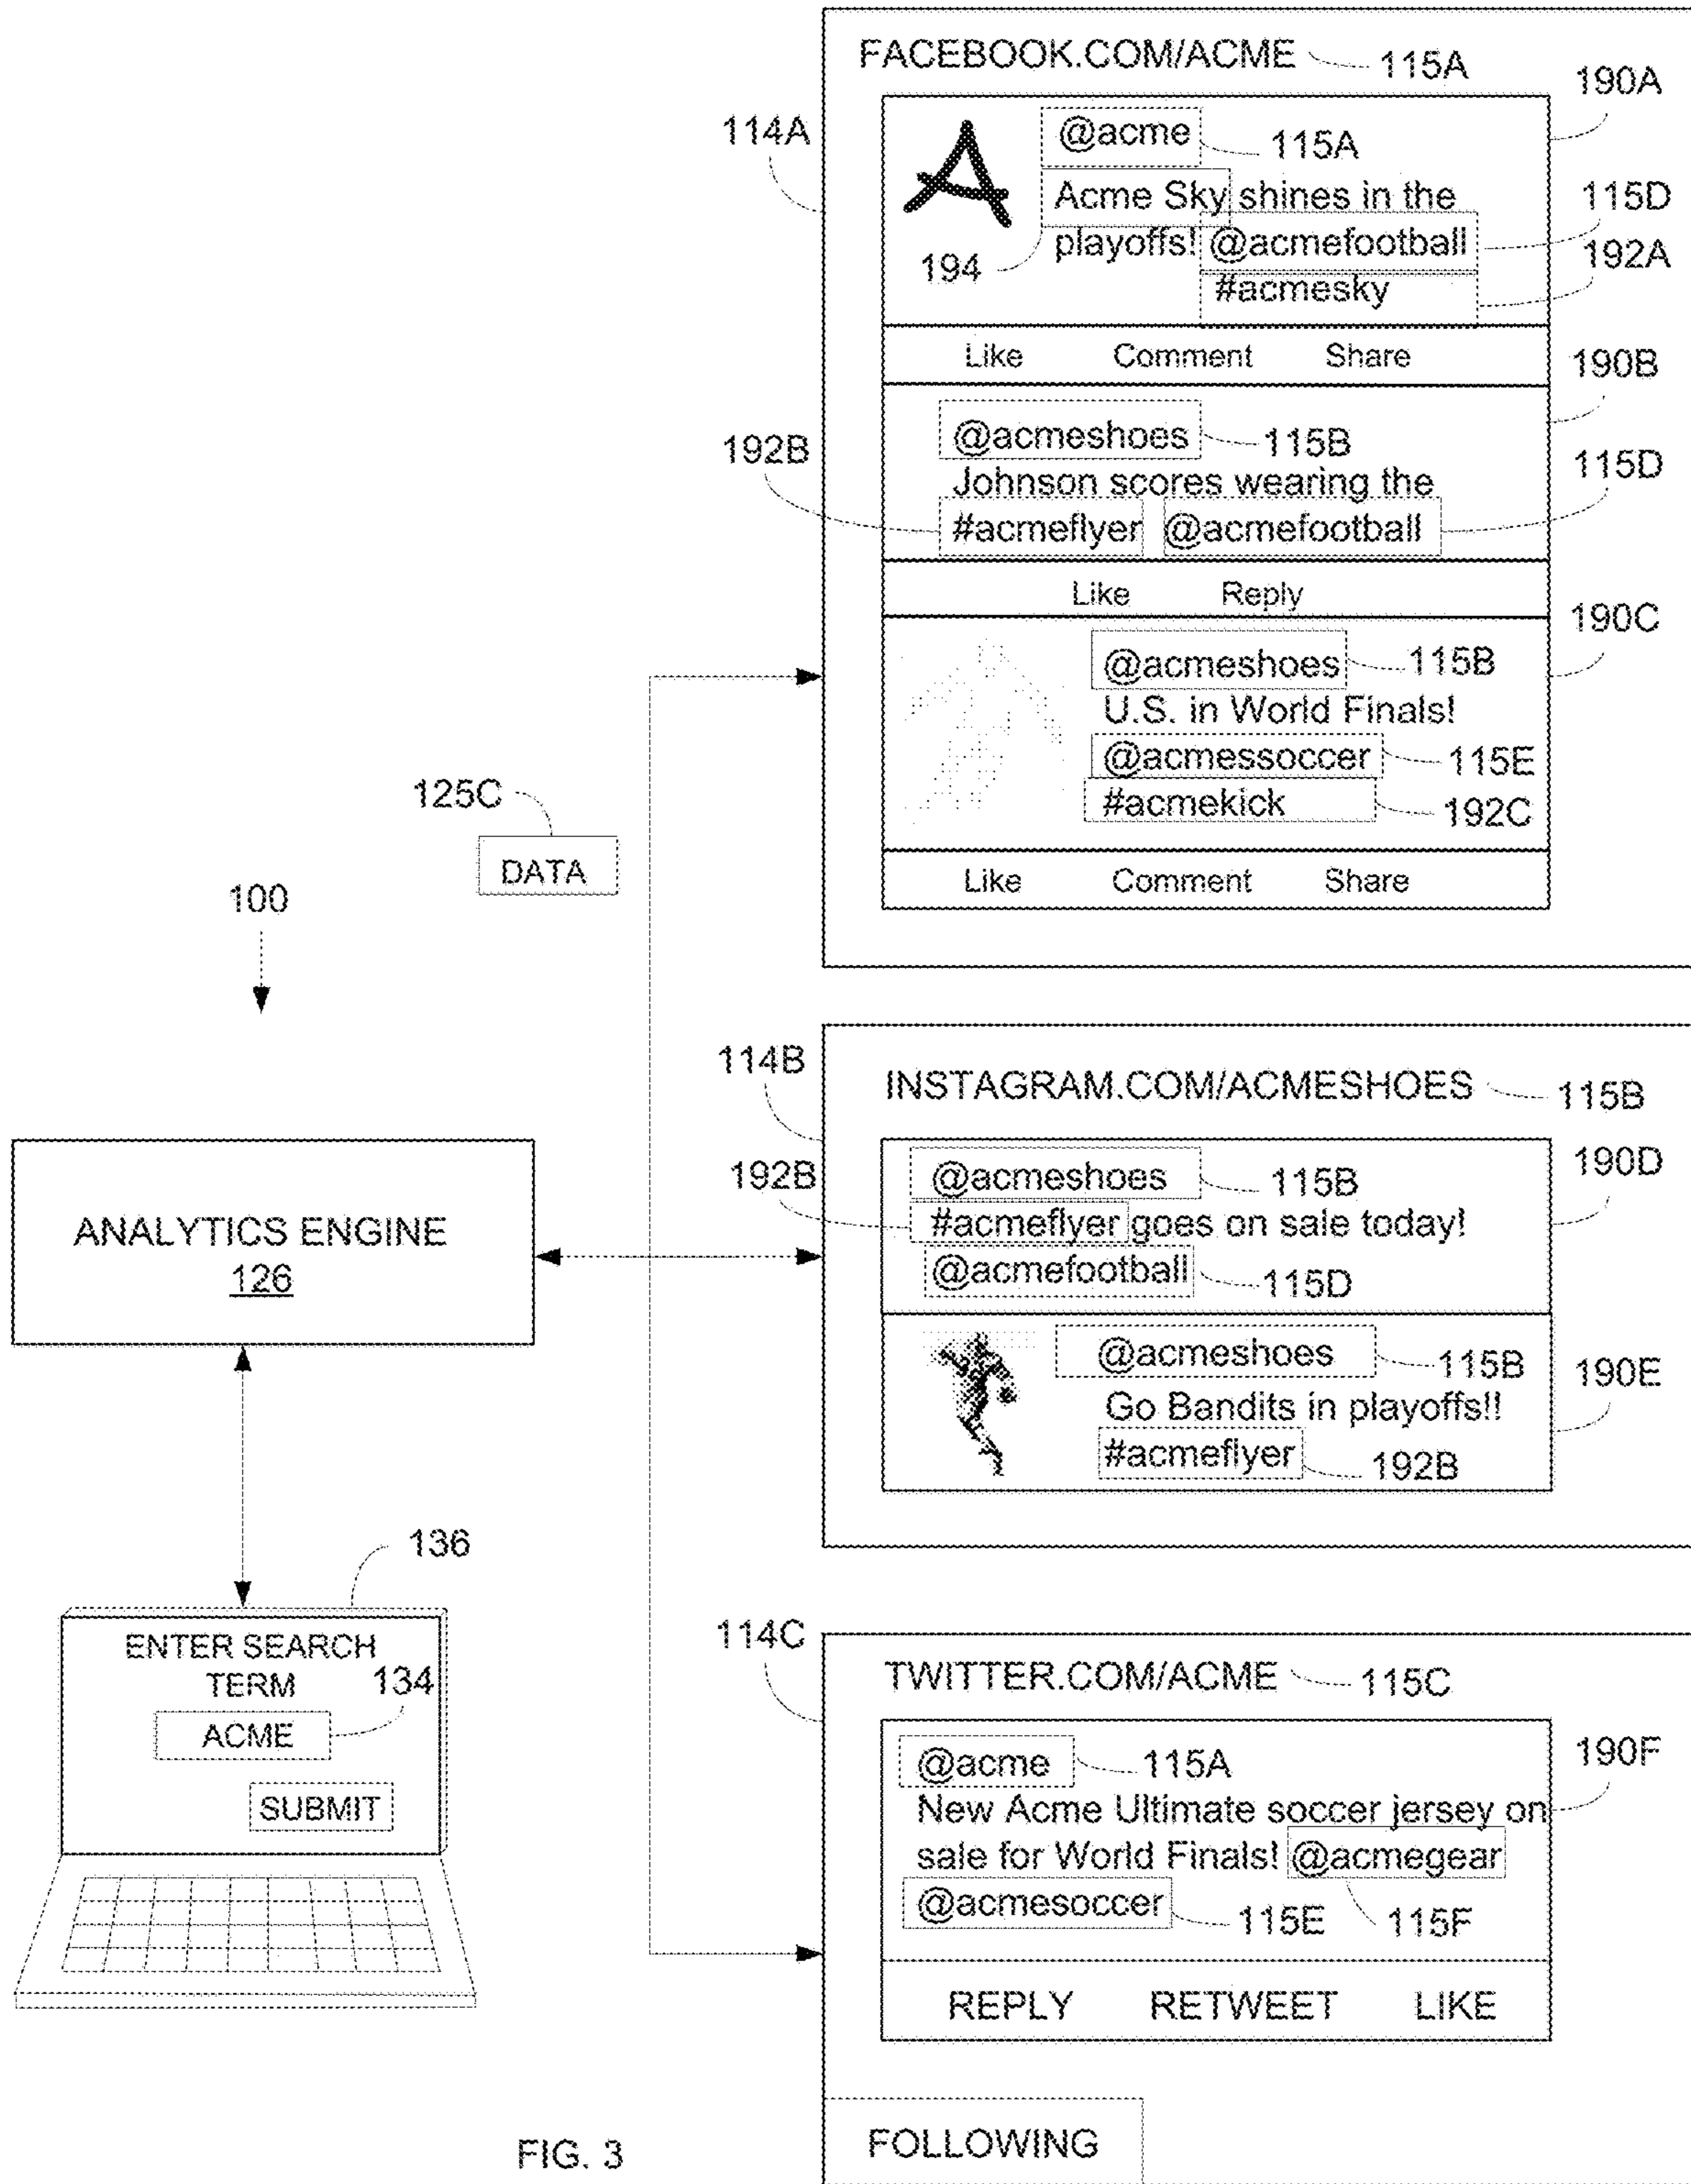 FACEBOOK.COM/ACME 115A
190A
114A
@acme 115A
Acme Sky shines in the
115D
playoffs! @acmefootball
194
192A
#acmesky
Like Comment Share
190B
@acmeshoes 115B
192B
115D
Johnson scores wearing the
#acmeflyer @acmefootball
Like Reply
190C
@acmeshoes 115B
U.S. in World Finals!
@acmessoccer 115E
#acmekick 192C
125C
DATA
Like Comment Share
100
114B
INSTAGRAM.COM/ACMESHOES 115B
190D
192B
@acmeshoes 115B
#acmeflyer goes on sale today!
@acmefootball 115D
ANALYTICS ENGINE
126
@acmeshoes 115B
190E
Go Bandits in playoffs!!
#acmeflyer 192B
136
ENTER SEARCH
TERM 134
ACME
SUBMIT
114C
TWITTER.COM/ACME 115C
190F
@acme 115A
New Acme Ultimate soccer jersey on
sale for World Finals! @acmegear
@acmesoccer 115E 115F
REPLY RETWEET LIKE
FOLLOWING
FIG. 3